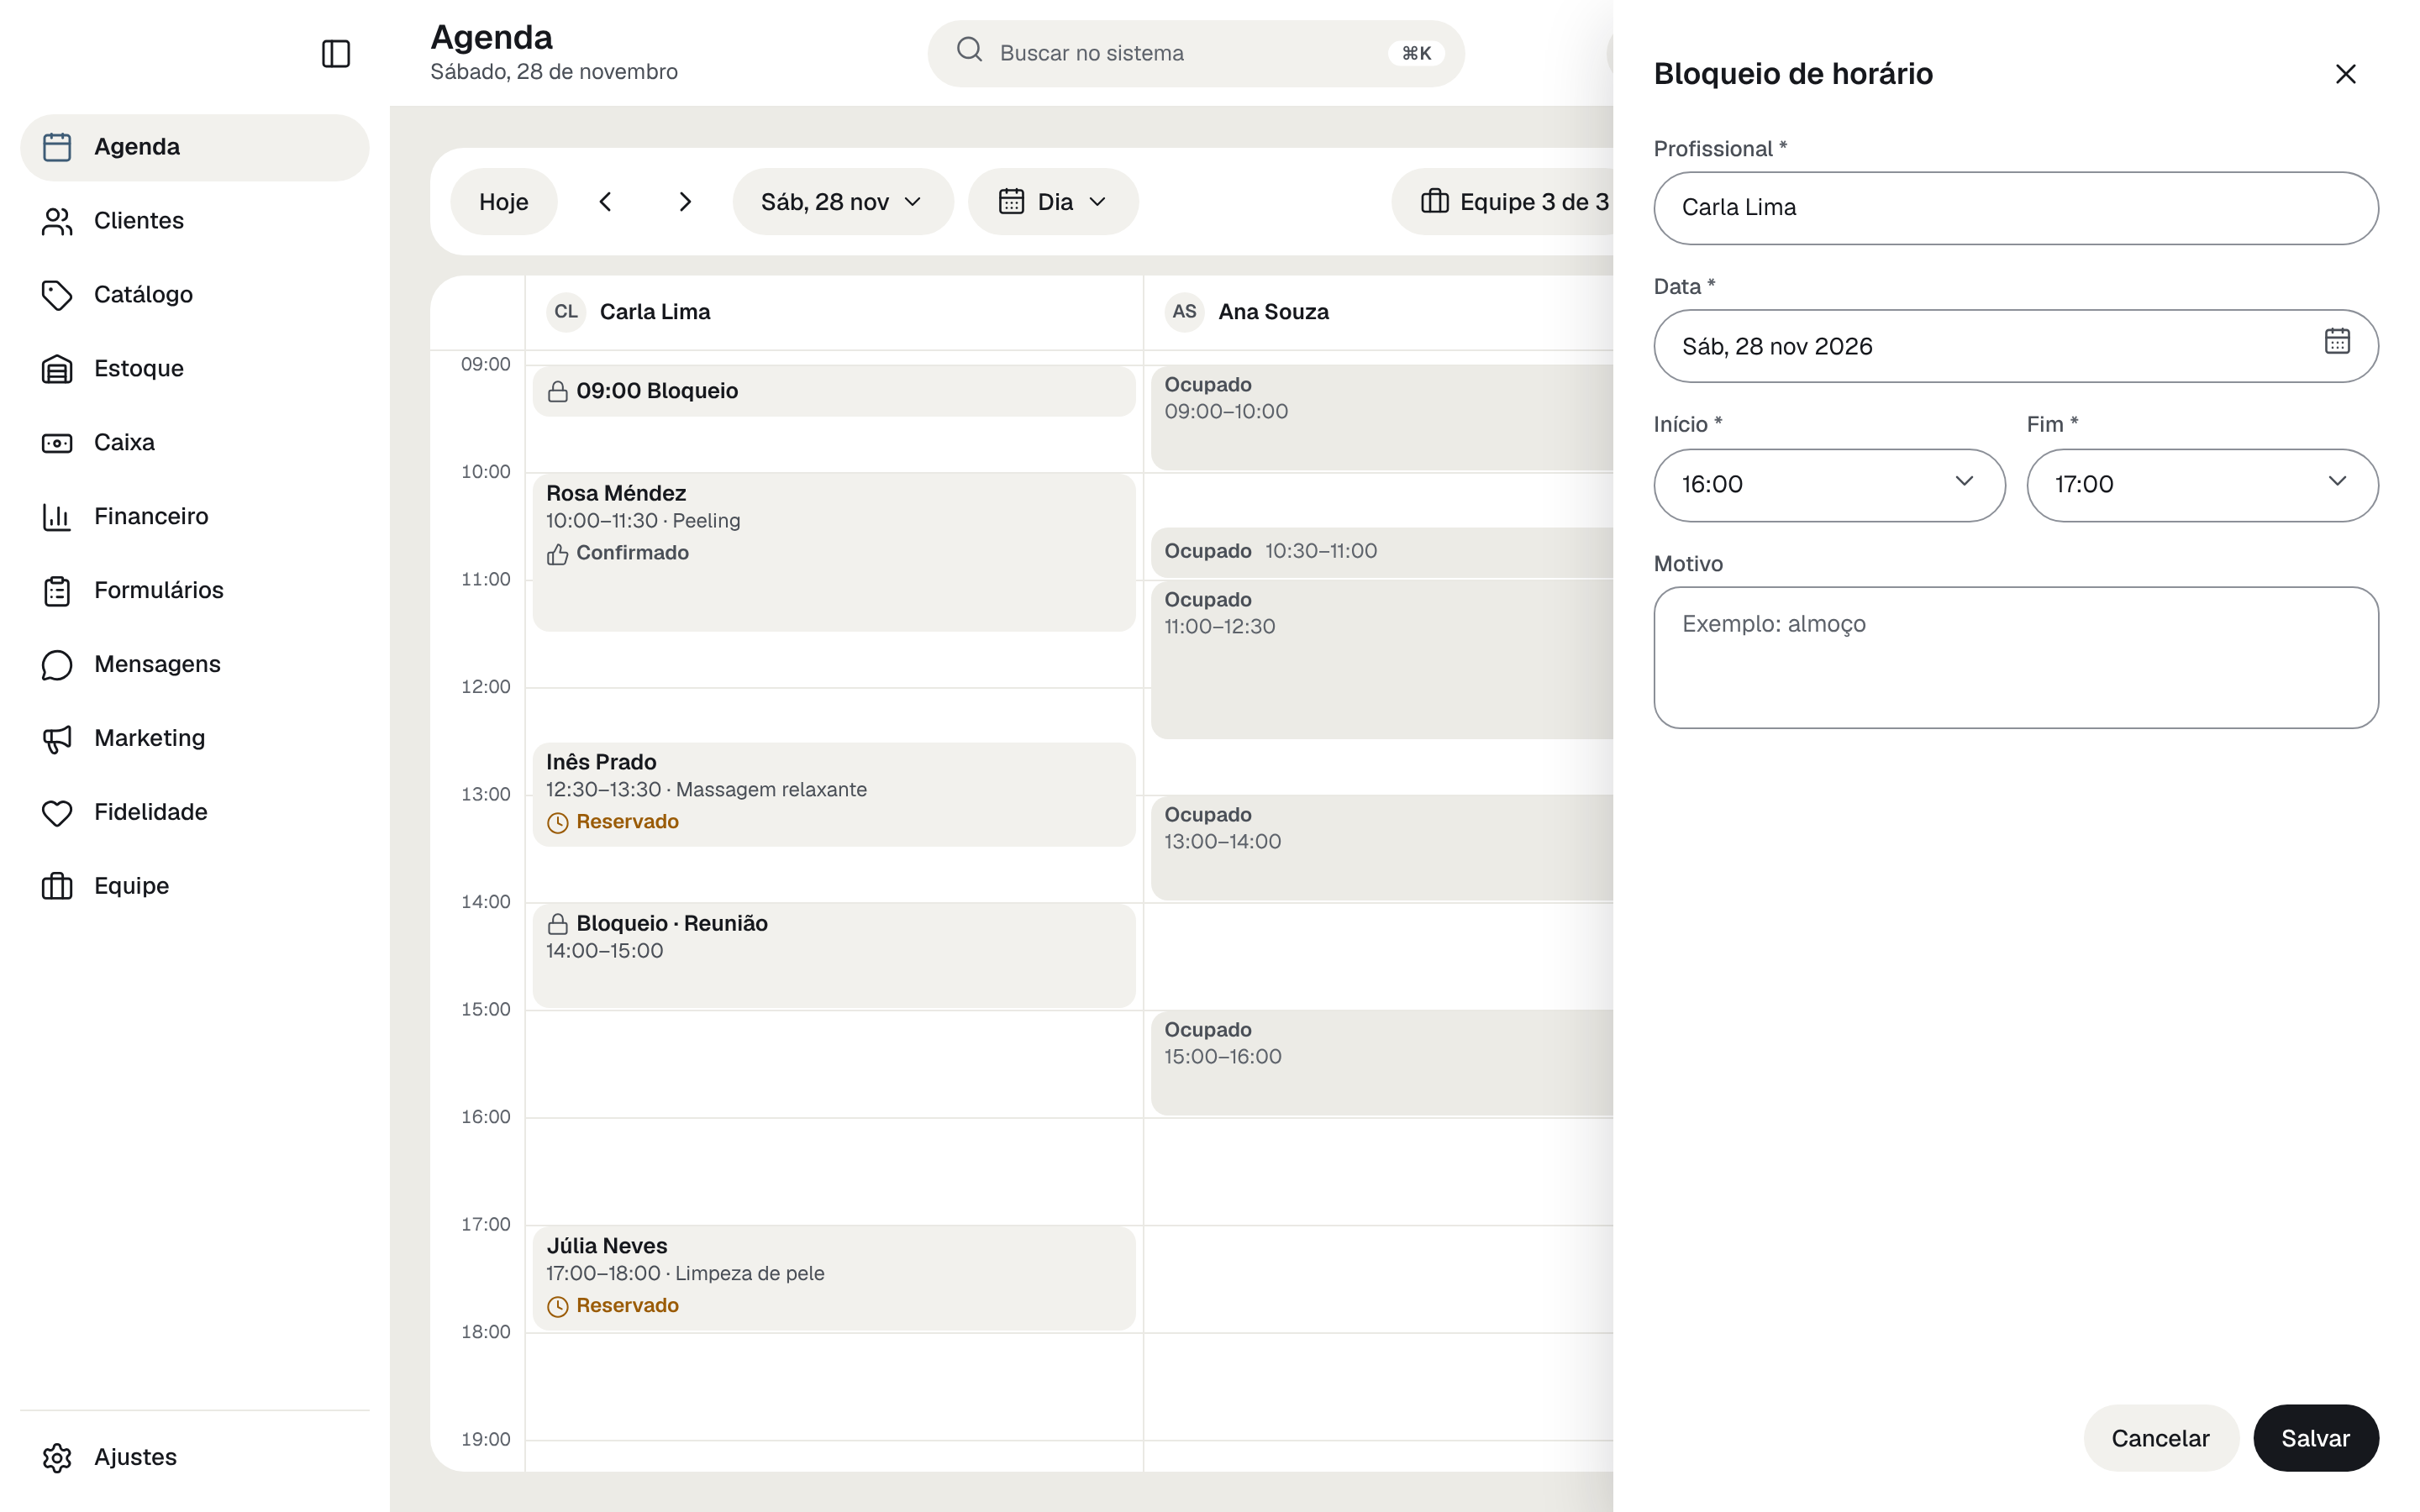 Agenda
Clientes
Catálogo
Estoque
Caixa
Financeiro
Formulários
Mensagens
Marketing
Fidelidade
Equipe
Ajustes
Agenda
Sábado, 28 de novembro
Buscar no sistema
⌘K
Hoje
Sáb, 28 nov
Dia
Equipe 3 de 3
CL Carla Lima
AS Ana Souza
09:00
10:00
11:00
12:00
13:00
14:00
15:00
16:00
17:00
18:00
19:00
09:00 Bloqueio
Rosa Méndez
10:00–11:30 · Peeling
Confirmado
Inês Prado
12:30–13:30 · Massagem relaxante
Reservado
Bloqueio · Reunião
14:00–15:00
Júlia Neves
17:00–18:00 · Limpeza de pele
Reservado
Ocupado
09:00–10:00
Ocupado 10:30–11:00
Ocupado
11:00–12:30
Ocupado
13:00–14:00
Ocupado
15:00–16:00
Bloqueio de horário
Profissional *
Carla Lima
Data *
Sáb, 28 nov 2026
Início *
16:00
Fim *
17:00
Motivo
Exemplo: almoço
Cancelar
Salvar